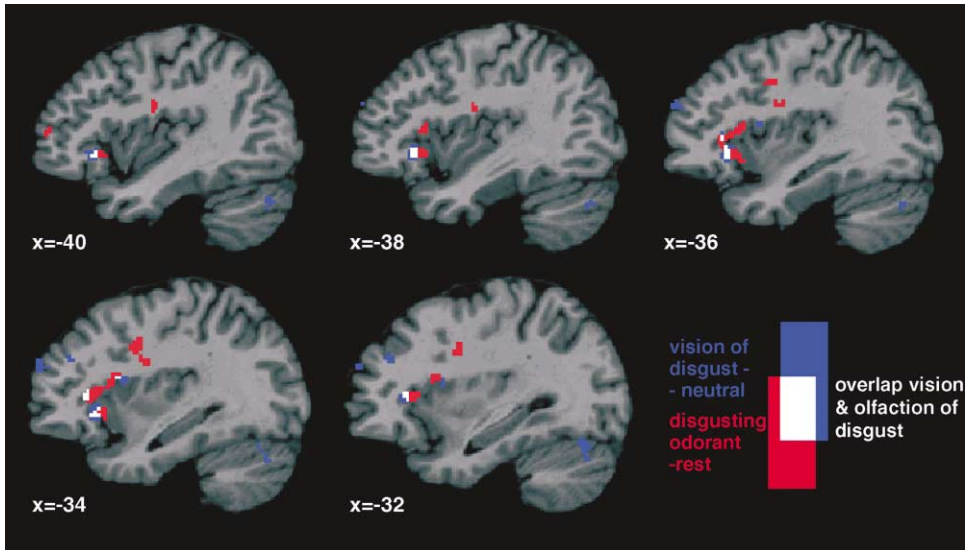 x=-40
x=-38
x=-36
x=-34
x=-32
vision of
disgust -
- neutral
disgusting
odorant
-rest
overlap vision
& olfaction of
disgust